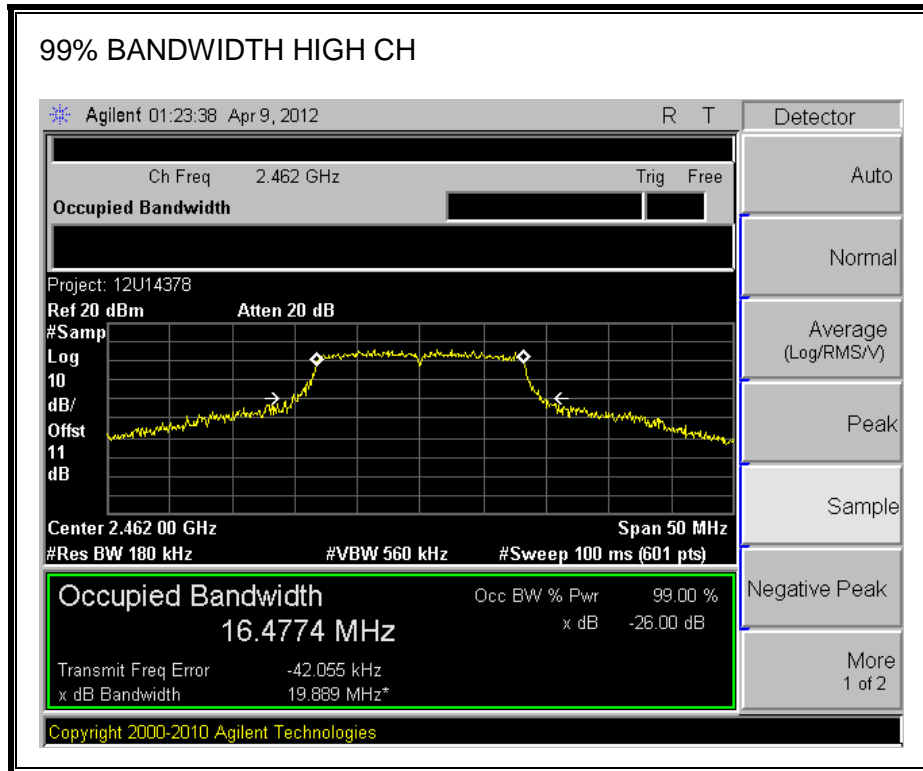 99% BANDWIDTH HIGH CH
Agilent 01:23:38 Apr 9, 2012 R T
Detector
Ch Freq 2.462 GHz Trig Free
Occupied Bandwidth
Project: 12U14378
Ref 20 dBm Atten 20 dB
#Samp
Log
10
dB/
Offst
11
dB
Center 2.462 00 GHz Span 50 MHz
#Res BW 180 kHz #VBW 560 kHz #Sweep 100 ms (601 pts)
Occupied Bandwidth Occ BW % Pwr 99.00 %
16.4774 MHz x dB -26.00 dB
Transmit Freq Error -42.055 kHz
x dB Bandwidth 19.889 MHz*
Copyright 2000-2010 Agilent Technologies
Auto
Normal
Average
(Log/RMS/V)
Peak
Sample
Negative Peak
More
1 of 2